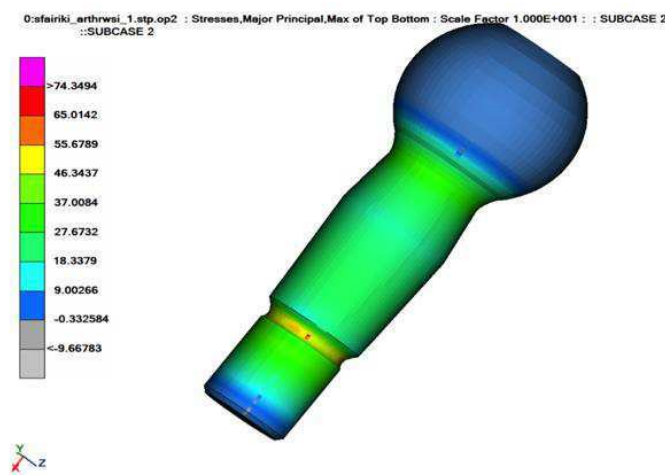 0:sfairiki_arthrwsi_1.stp.op2 : Stresses,Major Principal,Max of Top Bottom : Scale Factor 1.000E+001 : : SUBCASE 2
::SUBCASE 2
>74.3494
65.0142
55.6789
46.3437
37.0084
27.6732
18.3379
9.00266
-0.332584
<-9.66783
Y
X Z